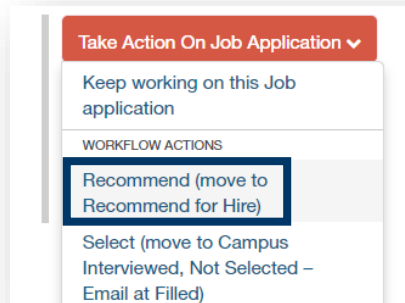 Take Action On Job Application
Keep working on this Job
application
WORKFLOW ACTIONS
Recommend (move to
Recommend for Hire)
Select (move to Campus
Interviewed, Not Selected –
Email at Filled)